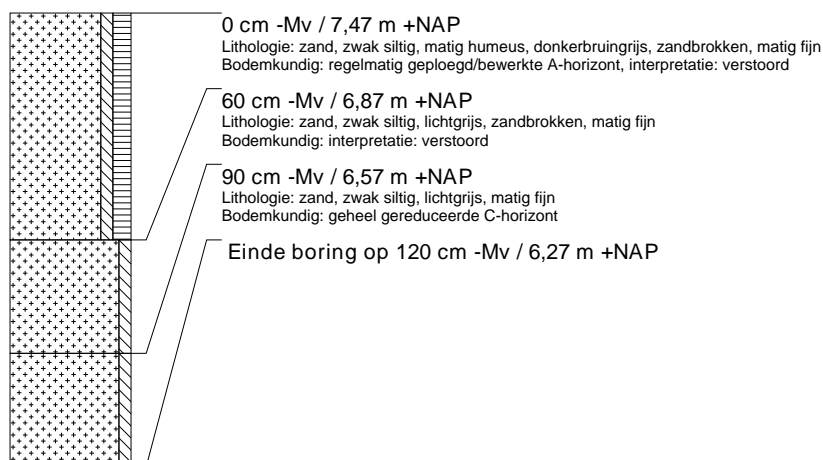 0 cm -Mv / 7,47 m +NAP
Lithologie: zand, zwak siltig, matig humeus, donkerbruingrijs, zandbrokken, matig fijn
Bodemkundig: regelmatig geploegd/bewerkte A-horizont, interpretatie: verstoord
60 cm -Mv / 6,87 m +NAP
Lithologie: zand, zwak siltig, lichtgrijs, zandbrokken, matig fijn
Bodemkundig: interpretatie: verstoord
90 cm -Mv / 6,57 m +NAP
Lithologie: zand, zwak siltig, lichtgrijs, matig fijn
Bodemkundig: geheel gereduceerde C-horizont
Einde boring op 120 cm -Mv / 6,27 m +NAP